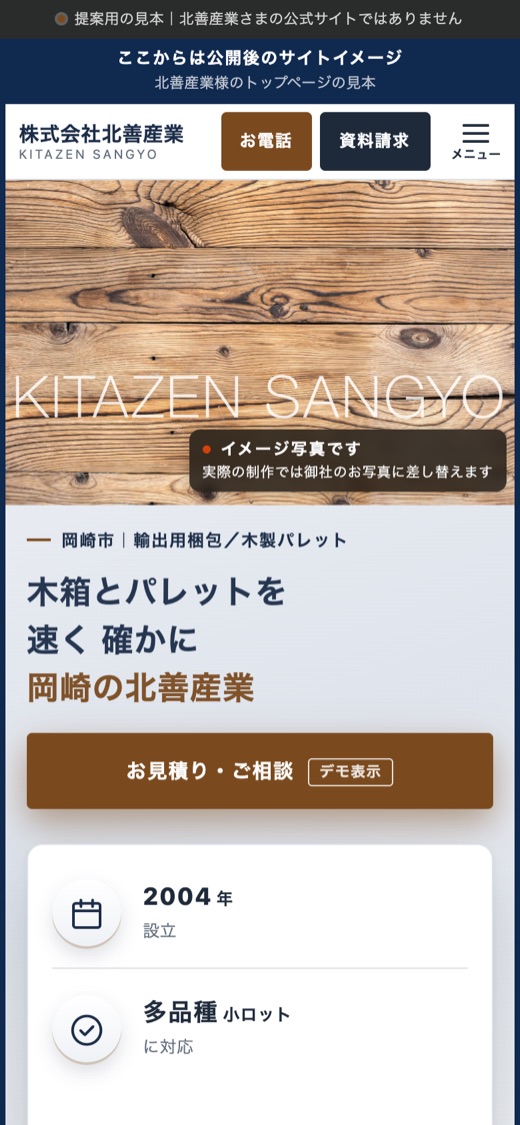 提案用の見本｜北善産業さまの公式サイトではありません
ここからは公開後のサイトイメージ
北善産業様のトップページの見本
株式会社北善産業
KITAZEN SANGYO
お電話
資料請求
メニュー
KITAZEN SANGYO
イメージ写真です
実際の制作では御社のお写真に差し替えます
岡崎市｜輸出用梱包／木製パレット
木箱とパレットを
速く 確かに
岡崎の北善産業
お見積り・ご相談 デモ表示
2004年
設立
多品種 小ロット
に対応